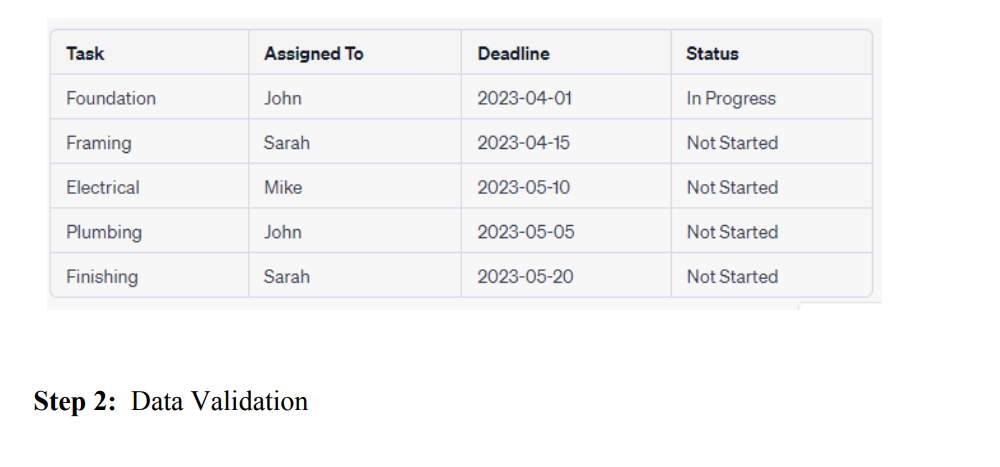 Task Assigned To Deadline Status
Foundation John 2023-04-01 In Progress
Framing Sarah 2023-04-15 Not Started
Electrical Mike 2023-05-10 Not Started
Plumbing John 2023-05-05 Not Started
Finishing Sarah 2023-05-20 Not Started
Step 2: Data Validation